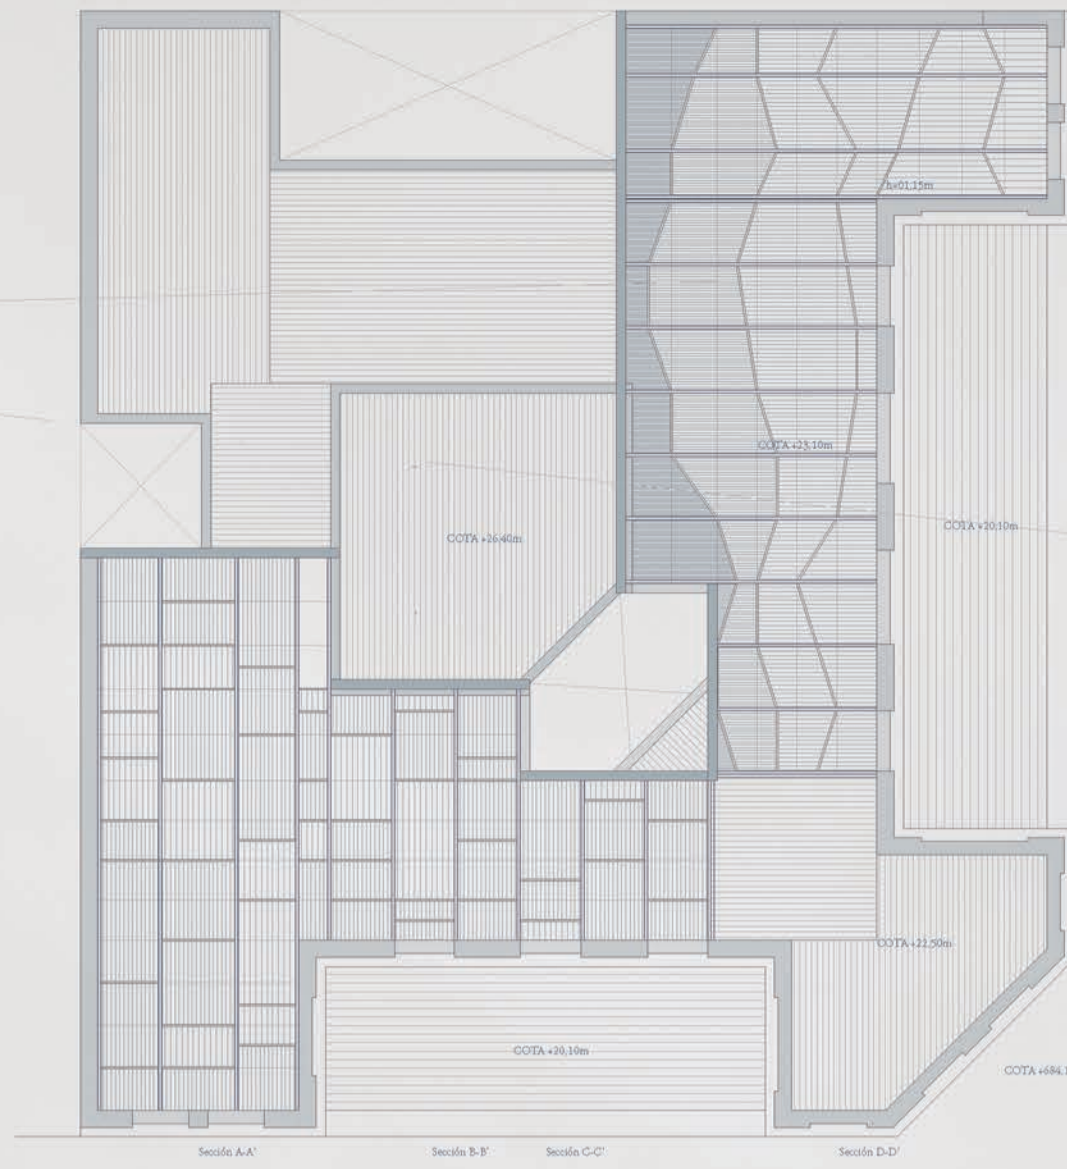 h=01,15m
COTA +23,10m
COTA +20,10m
COTA +26,40m
COTA +22,50m
COTA +20,10m
COTA +684,1
Sección A-A'
Sección B-B'
Sección C-C'
Sección D-D'